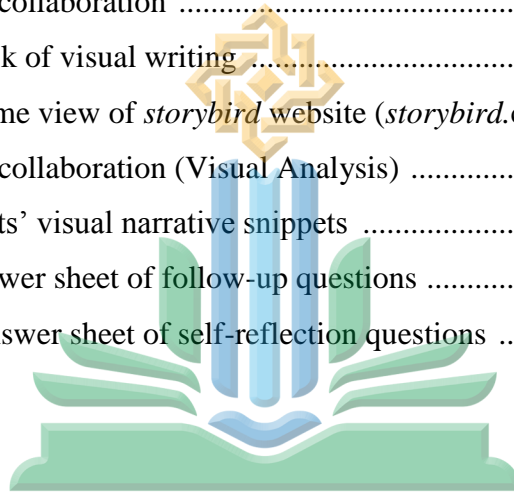 collaboration ....................................
k of visual writing ............................
me view of storybird website (storybird.
collaboration (Visual Analysis) .............
ts' visual narrative snippets ..................
wer sheet of follow-up questions ..........
swer sheet of self-reflection questions ..